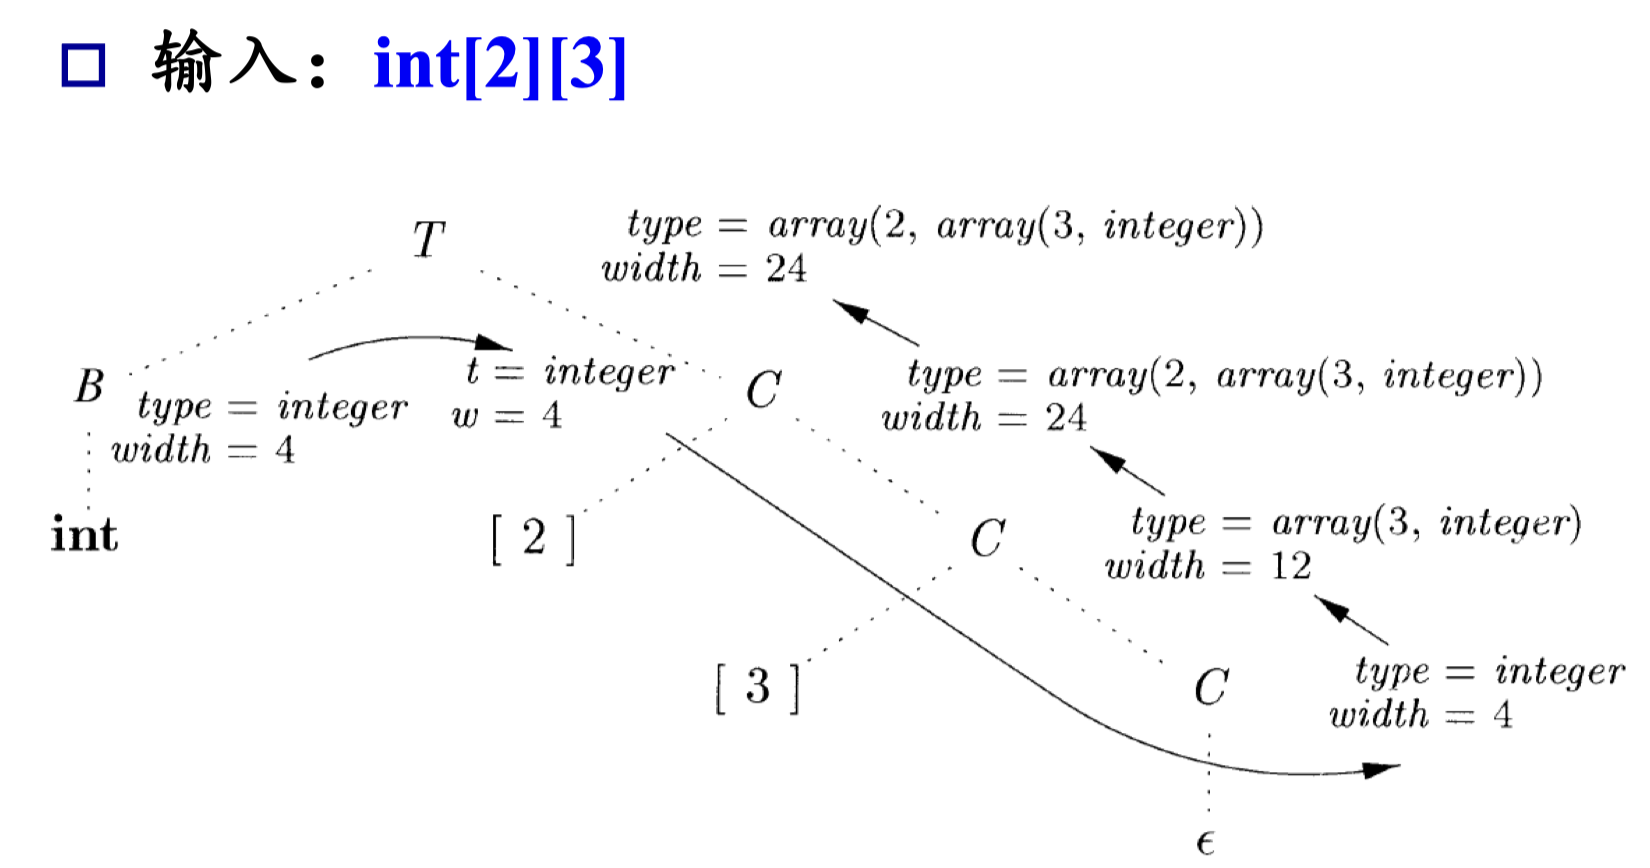 输入：int[2][3]
T
type = array(2, array(3, integer))
width = 24
B
type = integer
width = 4
t = integer
w = 4
C
type = array(2, array(3, integer))
width = 24
int
[ 2 ]
C
type = array(3, integer)
width = 12
[ 3 ]
C
type = integer
width = 4
ϵ